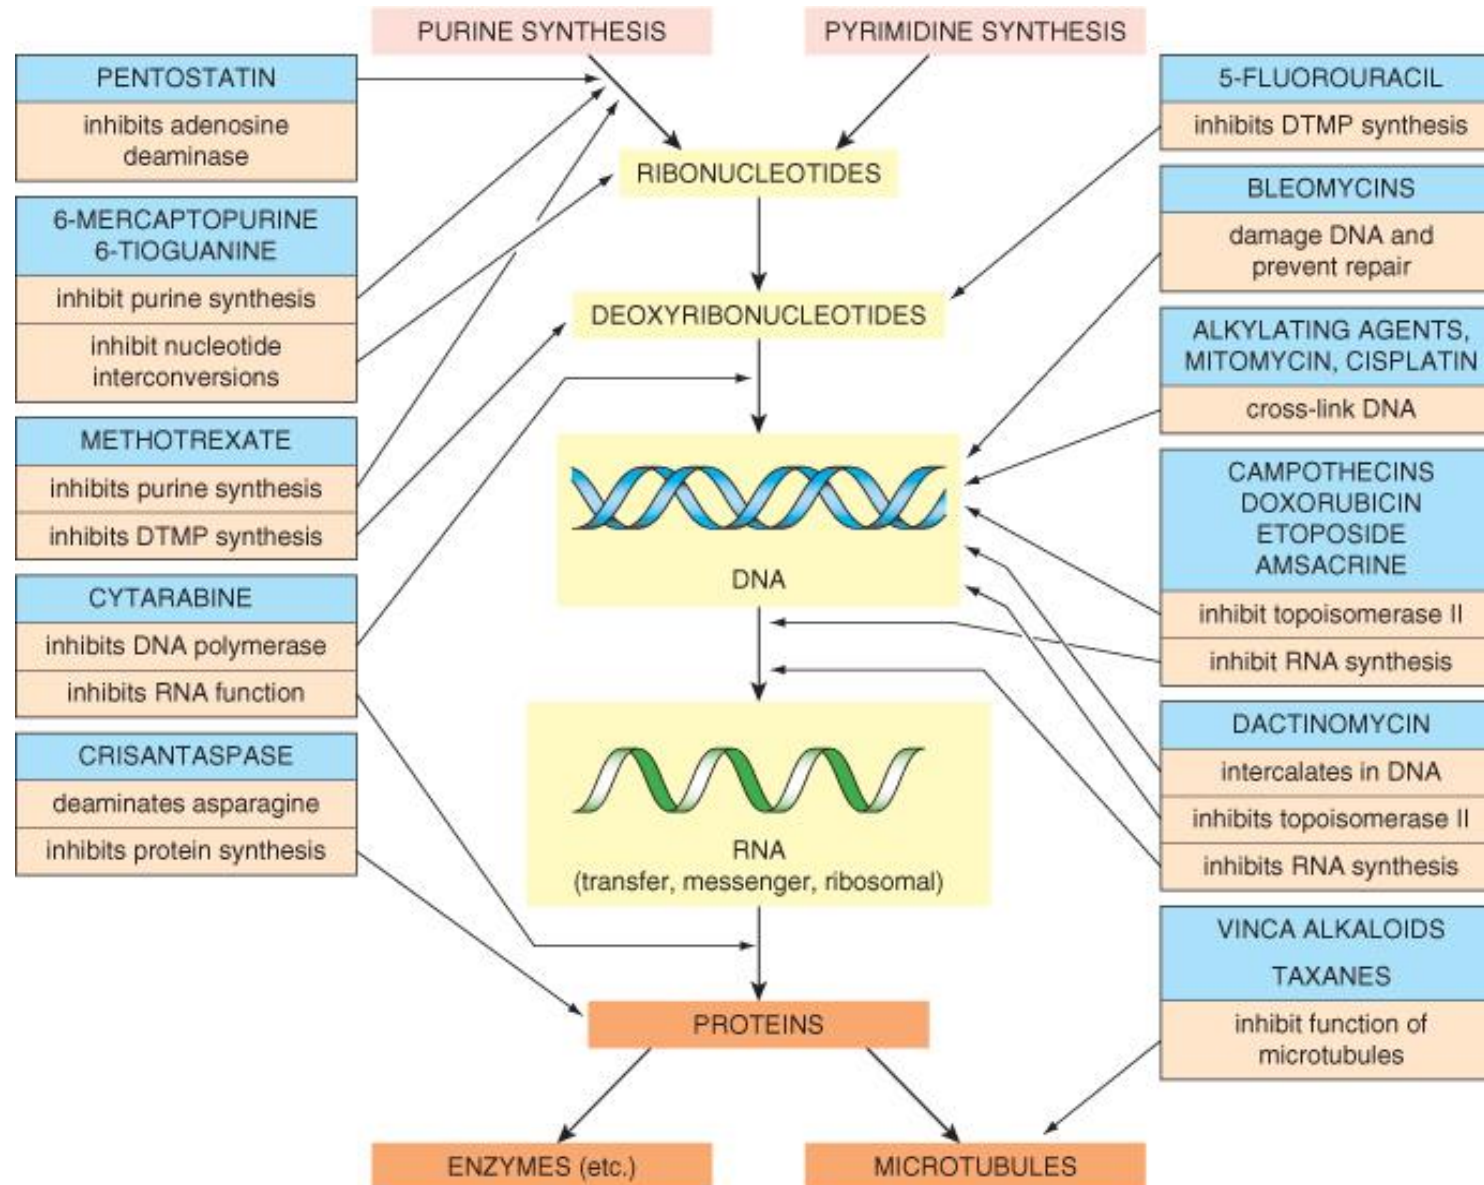 PURINE SYNTHESIS
PYRIMIDINE SYNTHESIS
PENTOSTATIN
inhibits adenosine
deaminase
6-MERCAPTOPURINE
6-TIOGUANINE
inhibit purine synthesis
inhibit nucleotide
interconversions
METHOTREXATE
inhibits purine synthesis
inhibits DTMP synthesis
CYTARABINE
inhibits DNA polymerase
inhibits RNA function
CRISANTASPASE
deaminates asparagine
inhibits protein synthesis
RIBONUCLEOTIDES
DEOXYRIBONUCLEOTIDES
DNA
RNA
(transfer, messenger, ribosomal)
PROTEINS
ENZYMES (etc.)
MICROTUBULES
5-FLUOROURACIL
inhibits DTMP synthesis
BLEOMYCINS
damage DNA and
prevent repair
ALKYLATING AGENTS,
MITOMYCIN, CISPLATIN
cross-link DNA
CAMPOTHECINS
DOXORUBICIN
ETOPOSIDE
AMSACRINE
inhibit topoisomerase II
inhibit RNA synthesis
DACTINOMYCIN
intercalates in DNA
inhibits topoisomerase II
inhibits RNA synthesis
VINCA ALKALOIDS
TAXANES
inhibit function of
microtubules